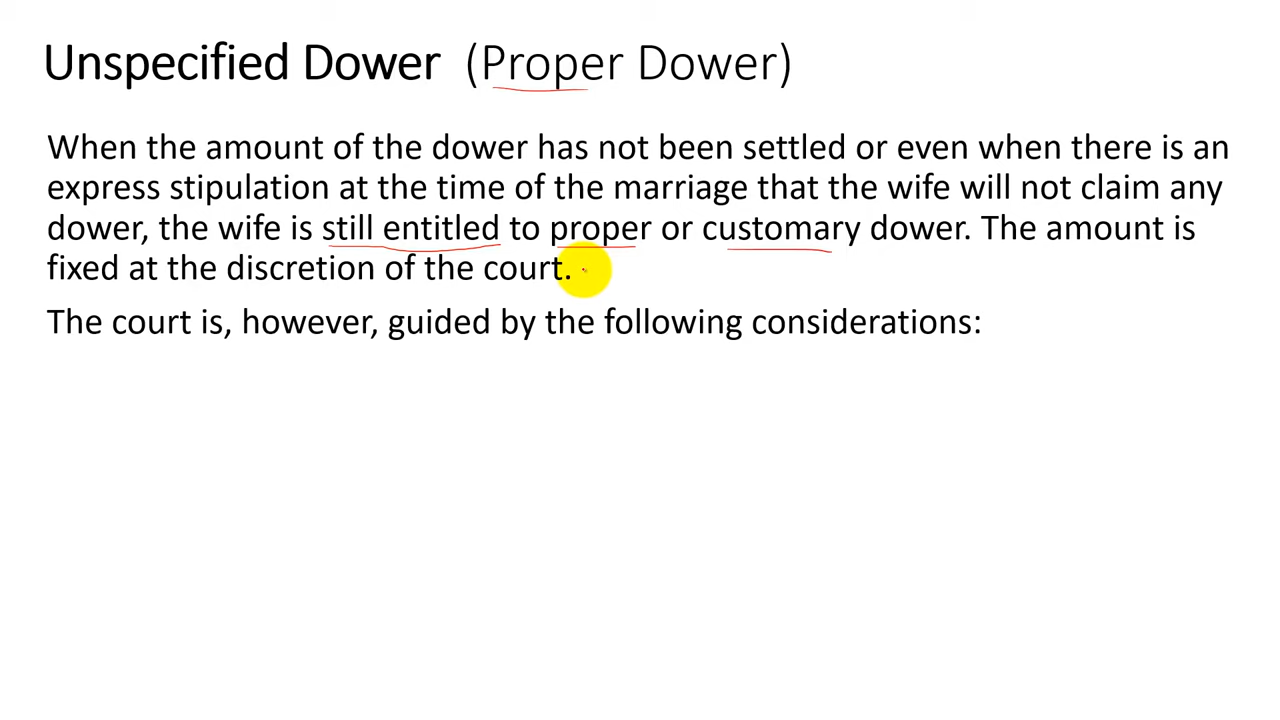 Unspecified Dower (Proper Dower)
When the amount of the dower has not been settled or even when there is an
express stipulation at the time of the marriage that the wife will not claim any
dower, the wife is still entitled to proper or customary dower. The amount is
fixed at the discretion of the court.
The court is, however, guided by the following considerations: